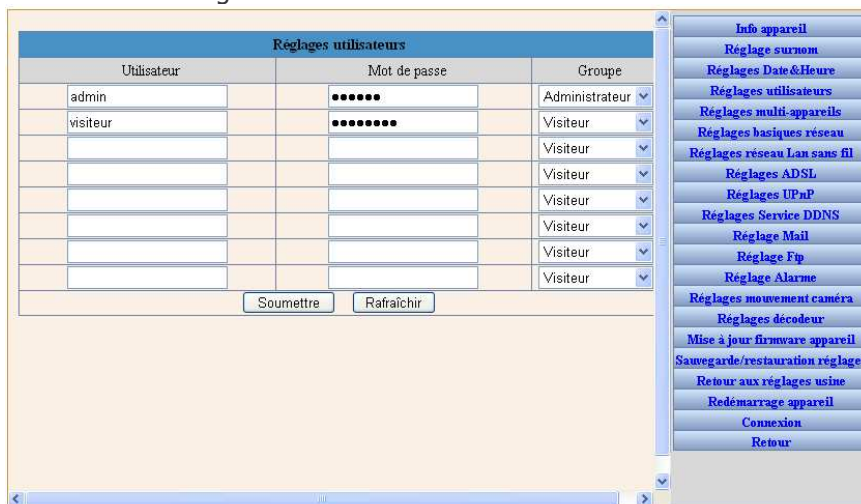 Réglages utilisateurs
Utilisateur Mot de passe Groupe
admin •••••• Administrateur
visiteur •••••••• Visiteur
Visiteur
Visiteur
Visiteur
Visiteur
Visiteur
Visiteur
Soumettre Rafraîchir
Info appareil
Réglage surnom
Réglages Date&Heure
Réglages utilisateurs
Réglages multi-appareils
Réglages basiques réseau
Réglages réseau Lan sans fil
Réglages ADSL
Réglages UPnP
Réglages Service DDNS
Réglage Mail
Réglage Ftp
Réglage Alarme
Réglages mouvement caméra
Réglages décodeur
Mise à jour firmware appareil
Sauvegarde/restauration réglage
Retour aux réglages usine
Redémarrage appareil
Connexion
Retour